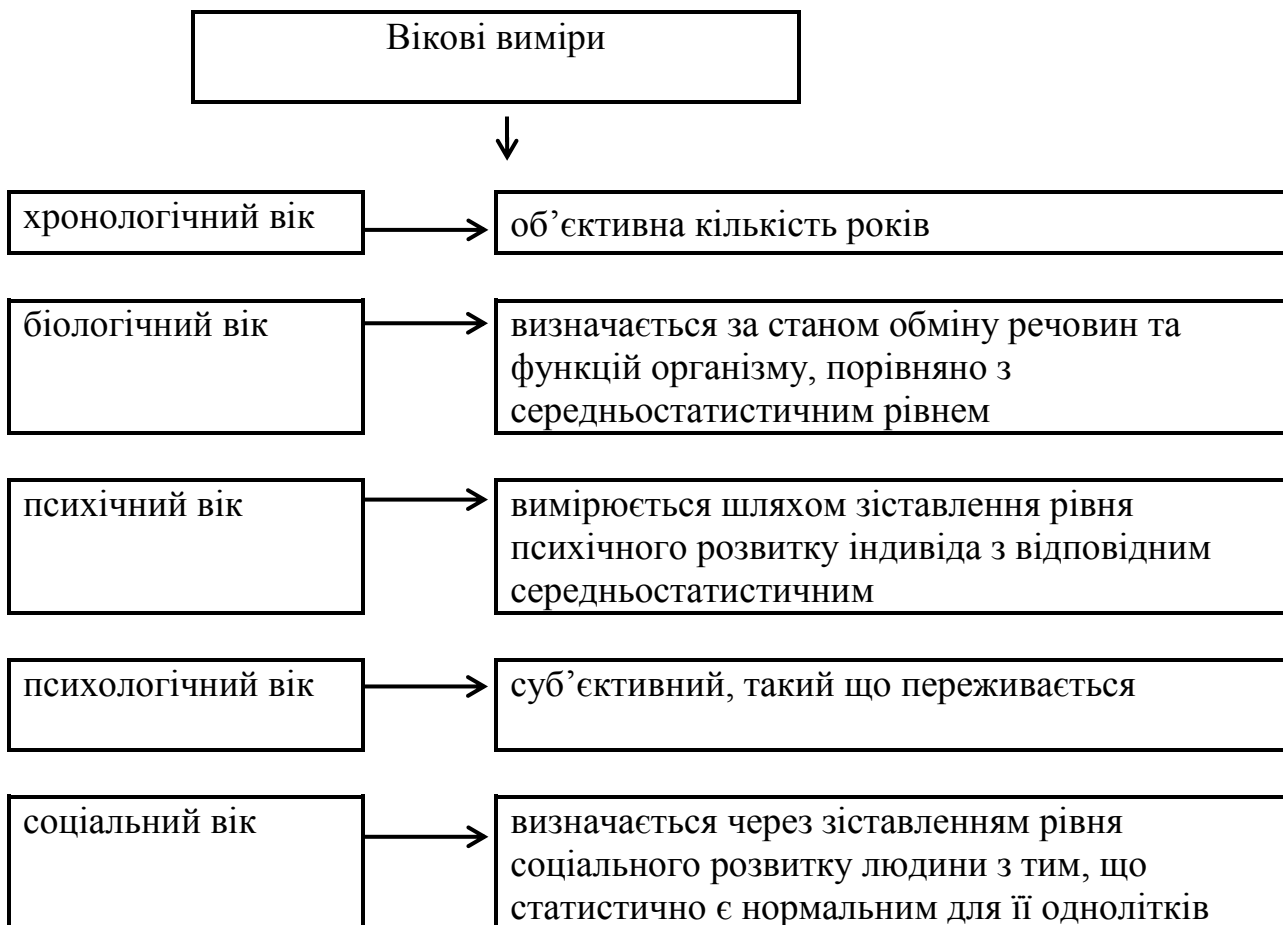 Вікові виміри
хронологічний вік
об’єктивна кількість років
біологічний вік
визначається за станом обміну речовин та
функцій організму, порівняно з
середньостатистичним рівнем
психічний вік
вимірюється шляхом зіставлення рівня
психічного розвитку індивіда з відповідним
середньостатистичним
психологічний вік
суб’єктивний, такий що переживається
соціальний вік
визначається через зіставленням рівня
соціального розвитку людини з тим, що
статистично є нормальним для її однолітків